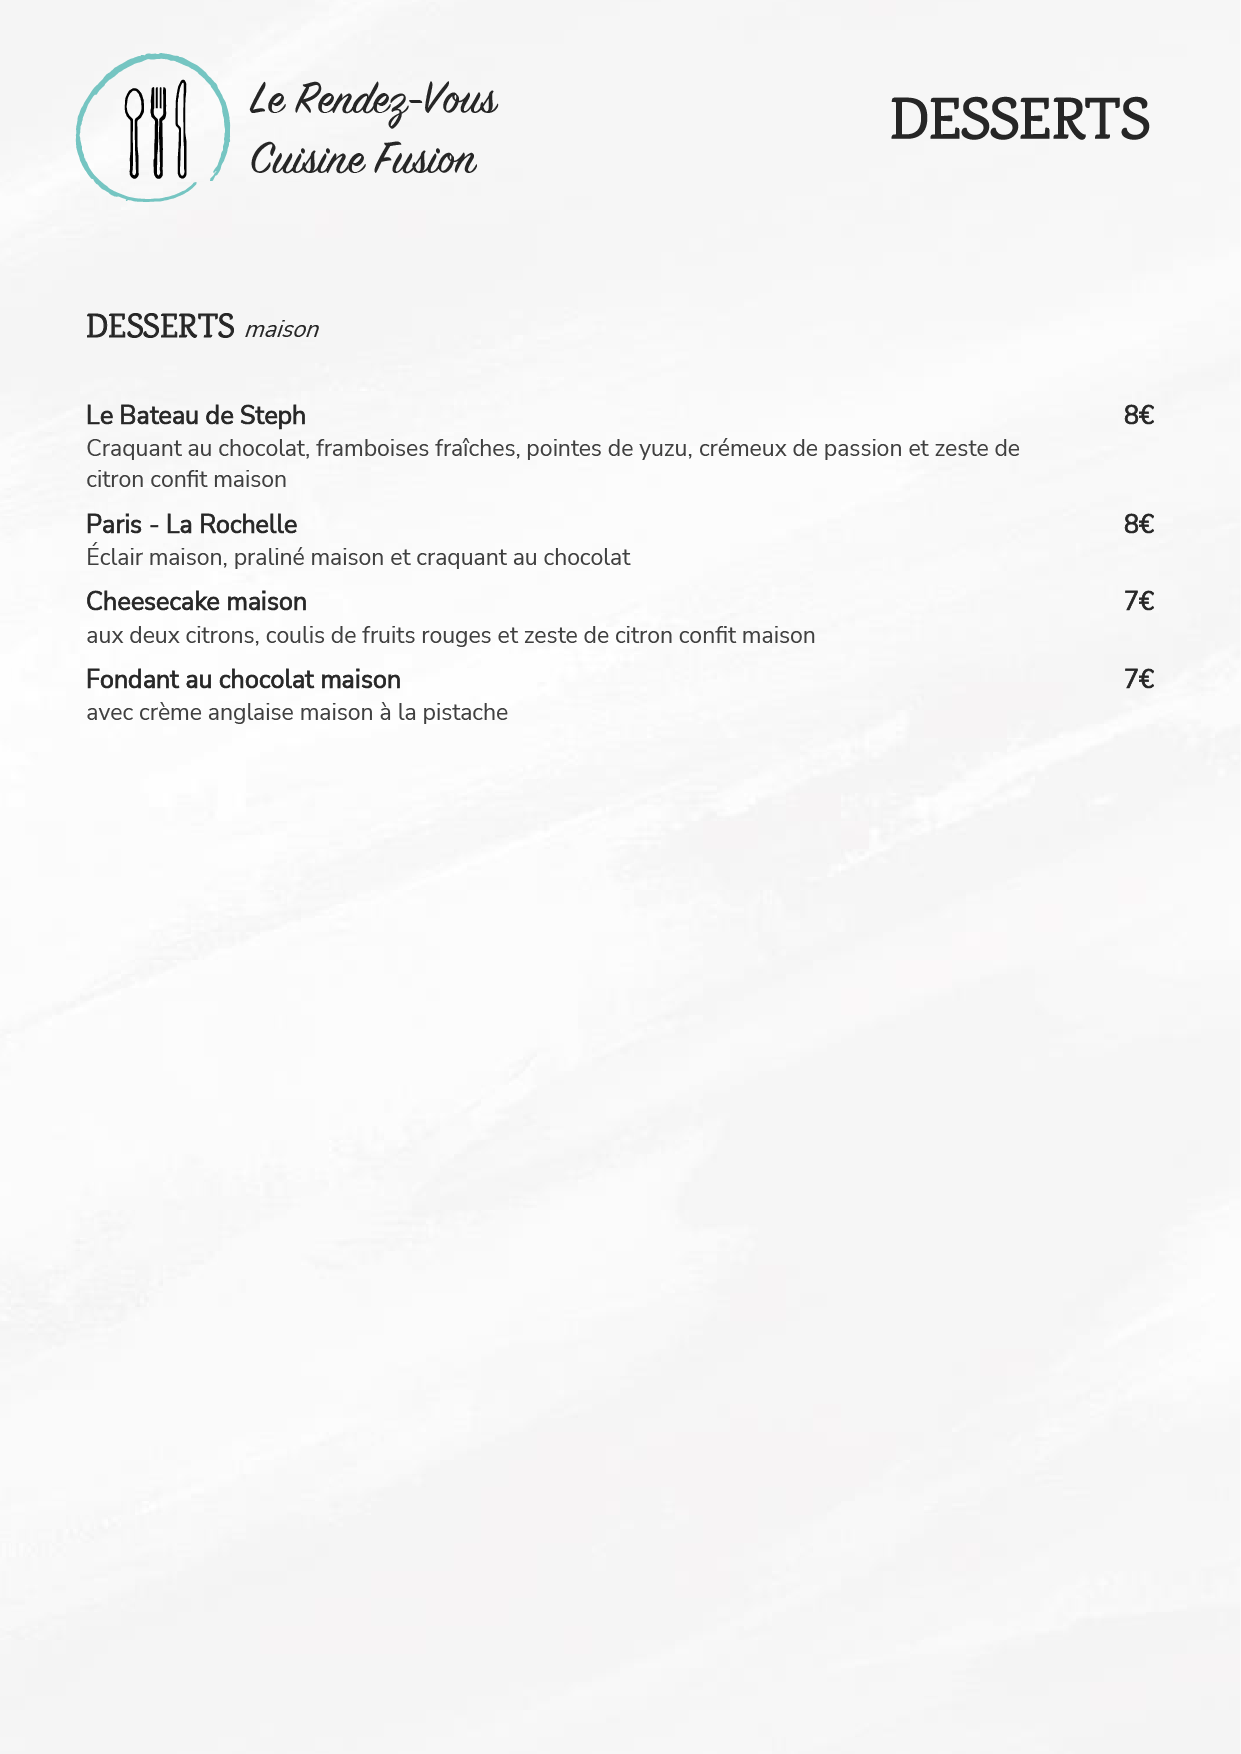 Le Rendez-Vous
Cuisine Fusion
DESSERTS
DESSERTS maison
Le Bateau de Steph 8€
Craquant au chocolat, framboises fraîches, pointes de yuzu, crémeux de passion et zeste de
citron confit maison
Paris - La Rochelle 8€
Éclair maison, praliné maison et craquant au chocolat
Cheesecake maison 7€
aux deux citrons, coulis de fruits rouges et zeste de citron confit maison
Fondant au chocolat maison 7€
avec crème anglaise maison à la pistache